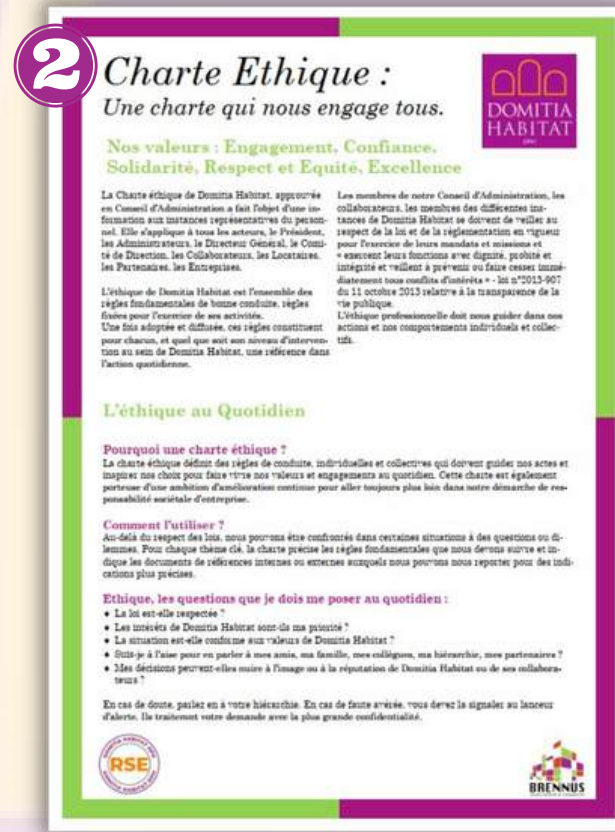 2
Charte Ethique :
Une charte qui nous engage tous.
DOMITIA
HABITAT
Nos valeurs : Engagement, Confiance,
Solidarité, Respect et Equité, Excellence
La Charte éthique de Domitia Habitat, approuvée
en Conseil d'Administration a fait l'objet d'une in-
formation aux instances représentatives du person-
nel. Elle s'applique à tous les acteurs, le Président,
les Administrateurs, le Directeur Général, le Comi-
té de Direction, les Collaborateurs, les Locataires,
les Partenaires, les Entreprises.
L'éthique de Domitia Habitat est l'ensemble des
règles fondamentales de bonne conduite, règles
fixées pour l'exercice de ses activités.
Une fois adoptée et diffusée, ces règles constituent
pour chacun, et quel que soit son niveau d'interven-
tion au sein de Domitia Habitat, une référence dans
l'action quotidienne.
Les membres de notre Conseil d'Administration, les
collaborateurs, les membres des différentes ins-
tances de Domitia Habitat se doivent de veiller au
respect de la loi et de la règlementation en vigueur
pour l'exercice de leurs mandats et missions et
« exercent leurs fonctions avec dignité, probité et
intégrité et veillent à prévenir ou faire cesser immé-
diatement tous conflits d'intérêts » - loi n°2013-907
du 11 octobre 2013 relative à la transparence de la
vie publique.
L'éthique professionnelle doit nous guider dans nos
actions et nos comportements individuels et collec-
tifs.
L'éthique au Quotidien
Pourquoi une charte éthique ?
La charte éthique définit des règles de conduite, individuelles et collectives qui doivent guider nos actes et
inspirer nos choix pour faire vivre nos valeurs et engagements au quotidien. Cette charte est également
porteuse d'une ambition d'amélioration continue pour aller toujours plus loin dans notre démarche de res-
ponsabilité sociétale d'entreprise.
Comment l'utiliser ?
Au-delà du respect des lois, nous pouvons être confrontés dans certaines situations à des questions ou di-
lemmes. Pour chaque thème clé, la charte précise les règles fondamentales que nous devons suivre et in-
dique les documents de références internes ou externes auxquels nous pouvons nous reporter pour des indi-
cations plus précises.
Ethique, les questions que je dois me poser au quotidien :
• La loi est-elle respectée ?
• Les intérêts de Domitia Habitat sont-ils ma priorité ?
• La situation est-elle conforme aux valeurs de Domitia Habitat ?
• Suis-je à l'aise pour en parler à mes amis, ma famille, mes collègues, ma hiérarchie, mes partenaires ?
• Mes décisions peuvent-elles nuire à l'image ou à la réputation de Domitia Habitat ou de ses collabora-
teurs ?
En cas de doute, parlez en à votre hiérarchie. En cas de faute avérée, vous devez la signaler au lanceur
d'alerte. Ils traiteront votre demande avec la plus grande confidentialité.
RSE
BRENNUS